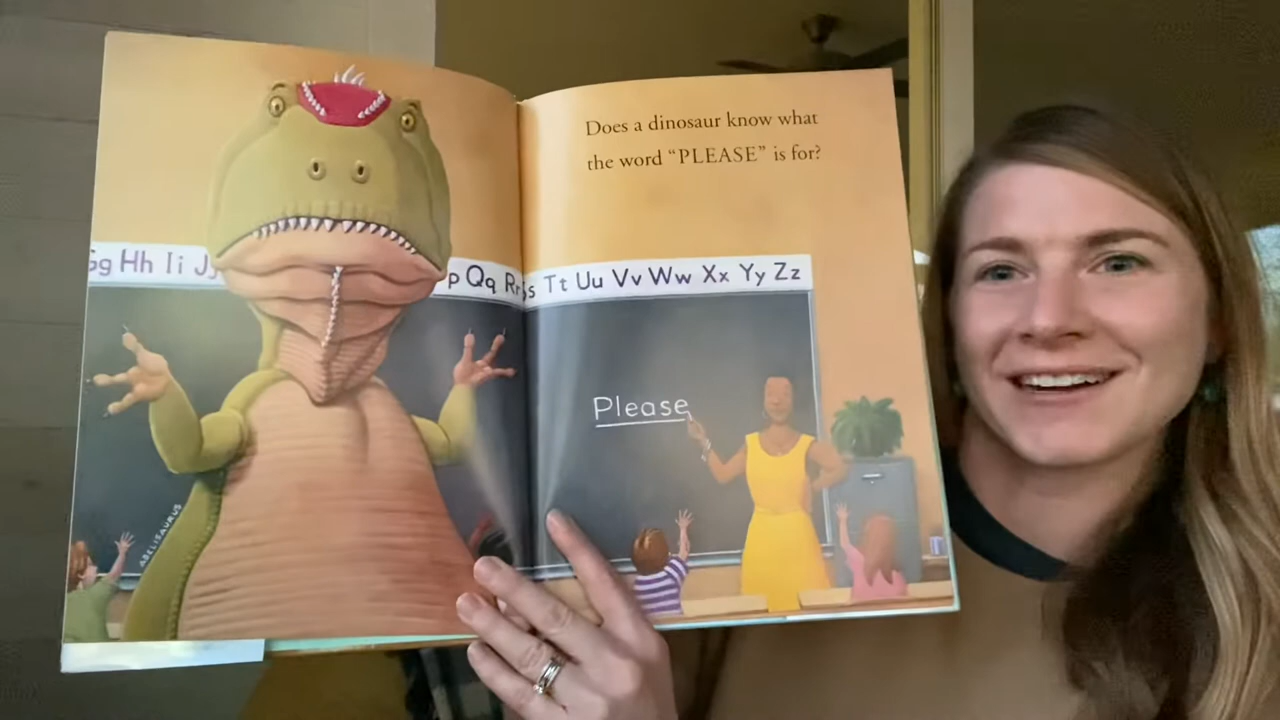 Does a dinosaur know what
the word “PLEASE” is for?
Gg Hh Ii Jj
p Qq Rr
Ss Tt Uu Vv Ww Xx Yy Zz
Please
ABELISAURUS